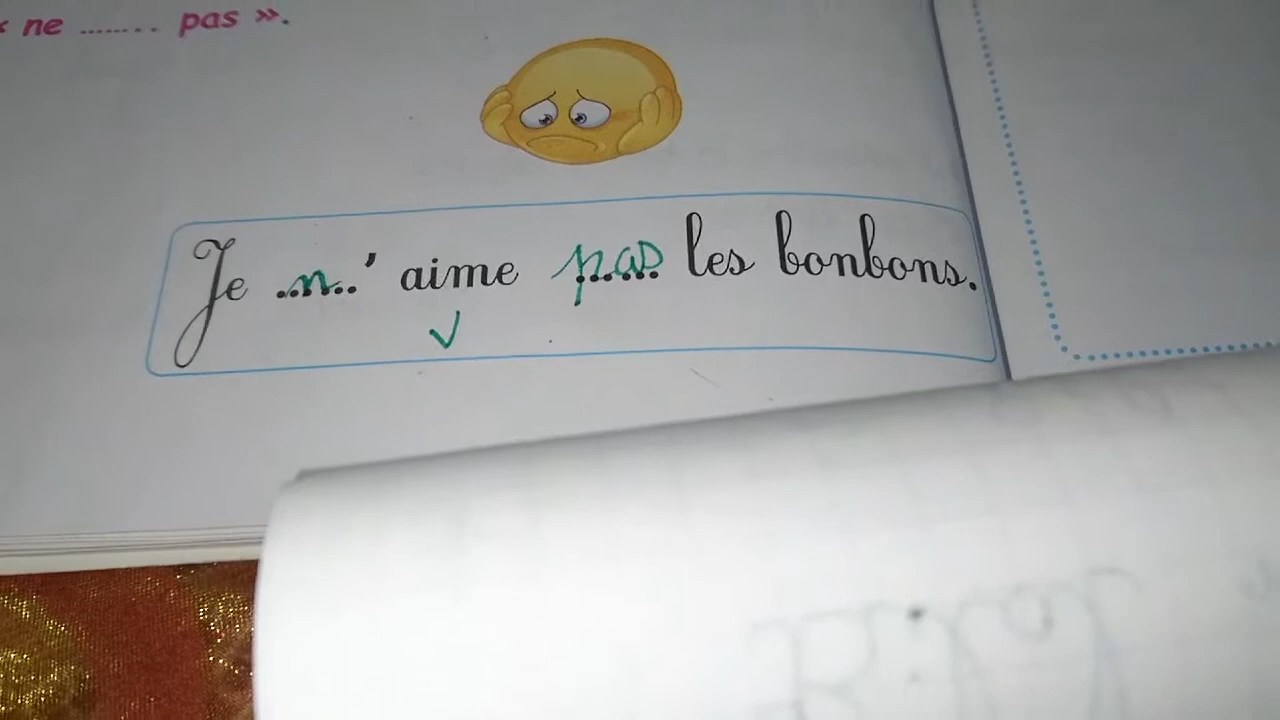 « ne ........ pas ».
Je ..n..' aime pas les bonbons.